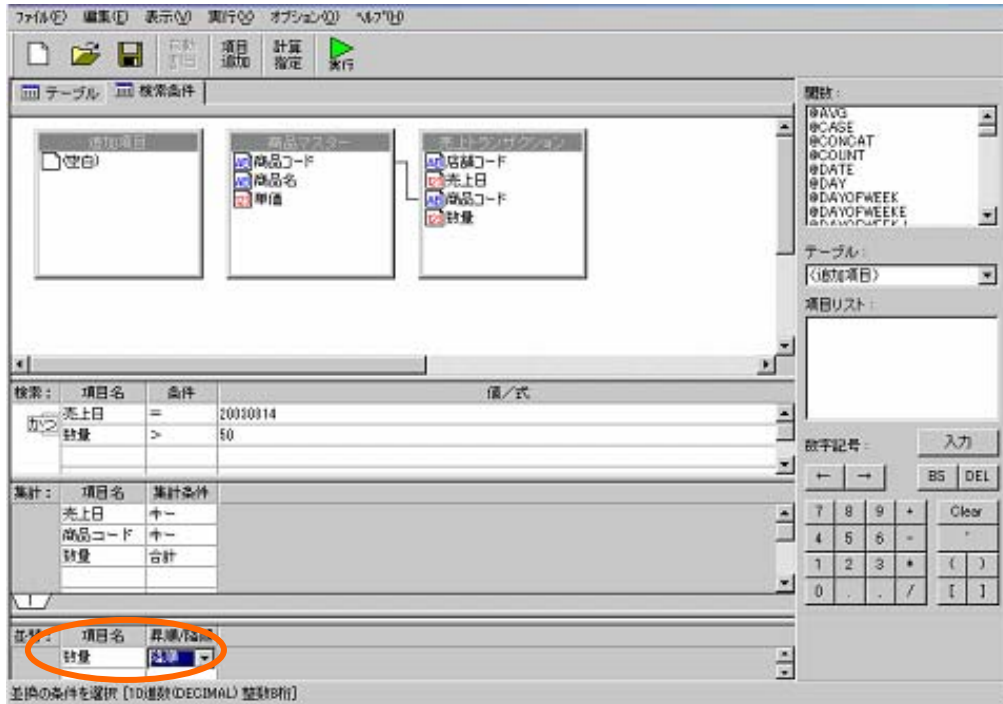 ファイル(F) 編集(E) 表示(V) 実行(X) オプション(O) ヘルプ(H)
項目追加 計算指定 実行
テーブル 検索条件
追加項目 商品マスター 売上トランザクション
(空白) 商品コード 店舗コード
商品名 売上日
単価 商品コード
数量
検索： 項目名 条件 値／式
かつ 売上日 = 20030314
数量 > 50
集計： 項目名 集計条件
売上日 キー
商品コード キー
数量 合計
1
並替： 項目名 昇順/降順
数量 降順
並換の条件を選択 [10進数(DECIMAL) 整数8桁]
関数：
@AVG
@CASE
@CONCAT
@COUNT
@DATE
@DAY
@DAYOFWEEK
@DAYOFWEEKE
テーブル：
(追加項目)
項目リスト：
数字記号： 入力
← → BS DEL
7 8 9 + Clear
4 5 6 - '
1 2 3 * ( )
0 . , / [ ]